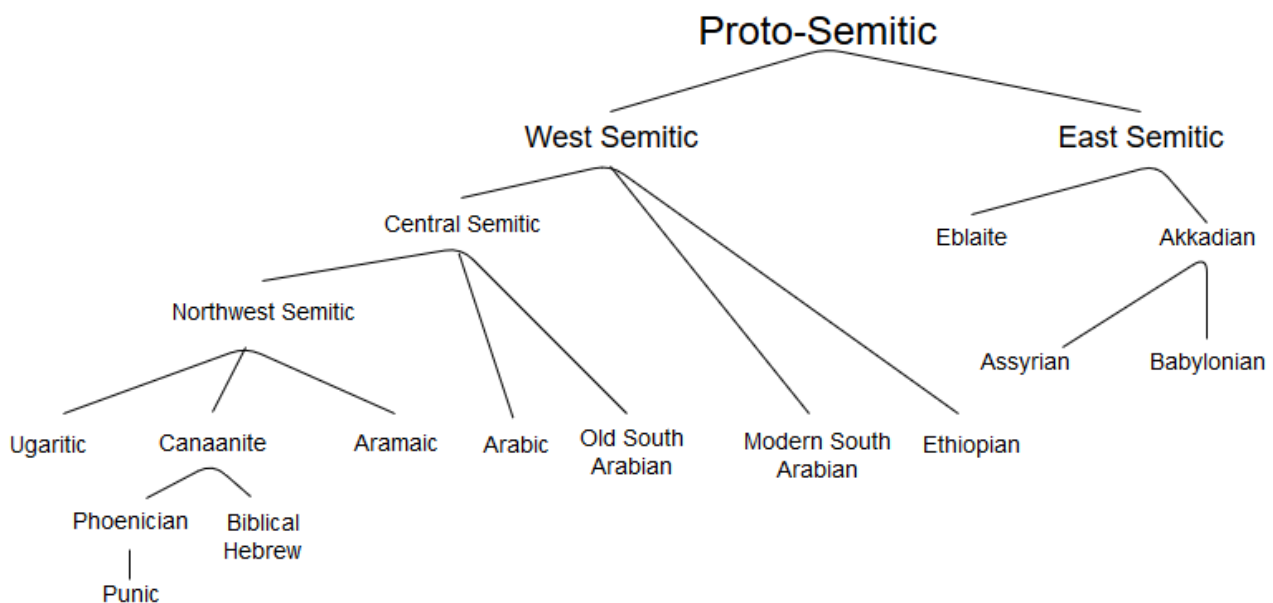 Proto-Semitic
West Semitic
East Semitic
Central Semitic
Eblaite
Akkadian
Northwest Semitic
Assyrian
Babylonian
Ugaritic
Canaanite
Aramaic
Arabic
Old South
Arabian
Modern South
Arabian
Ethiopian
Phoenician
Biblical
Hebrew
Punic